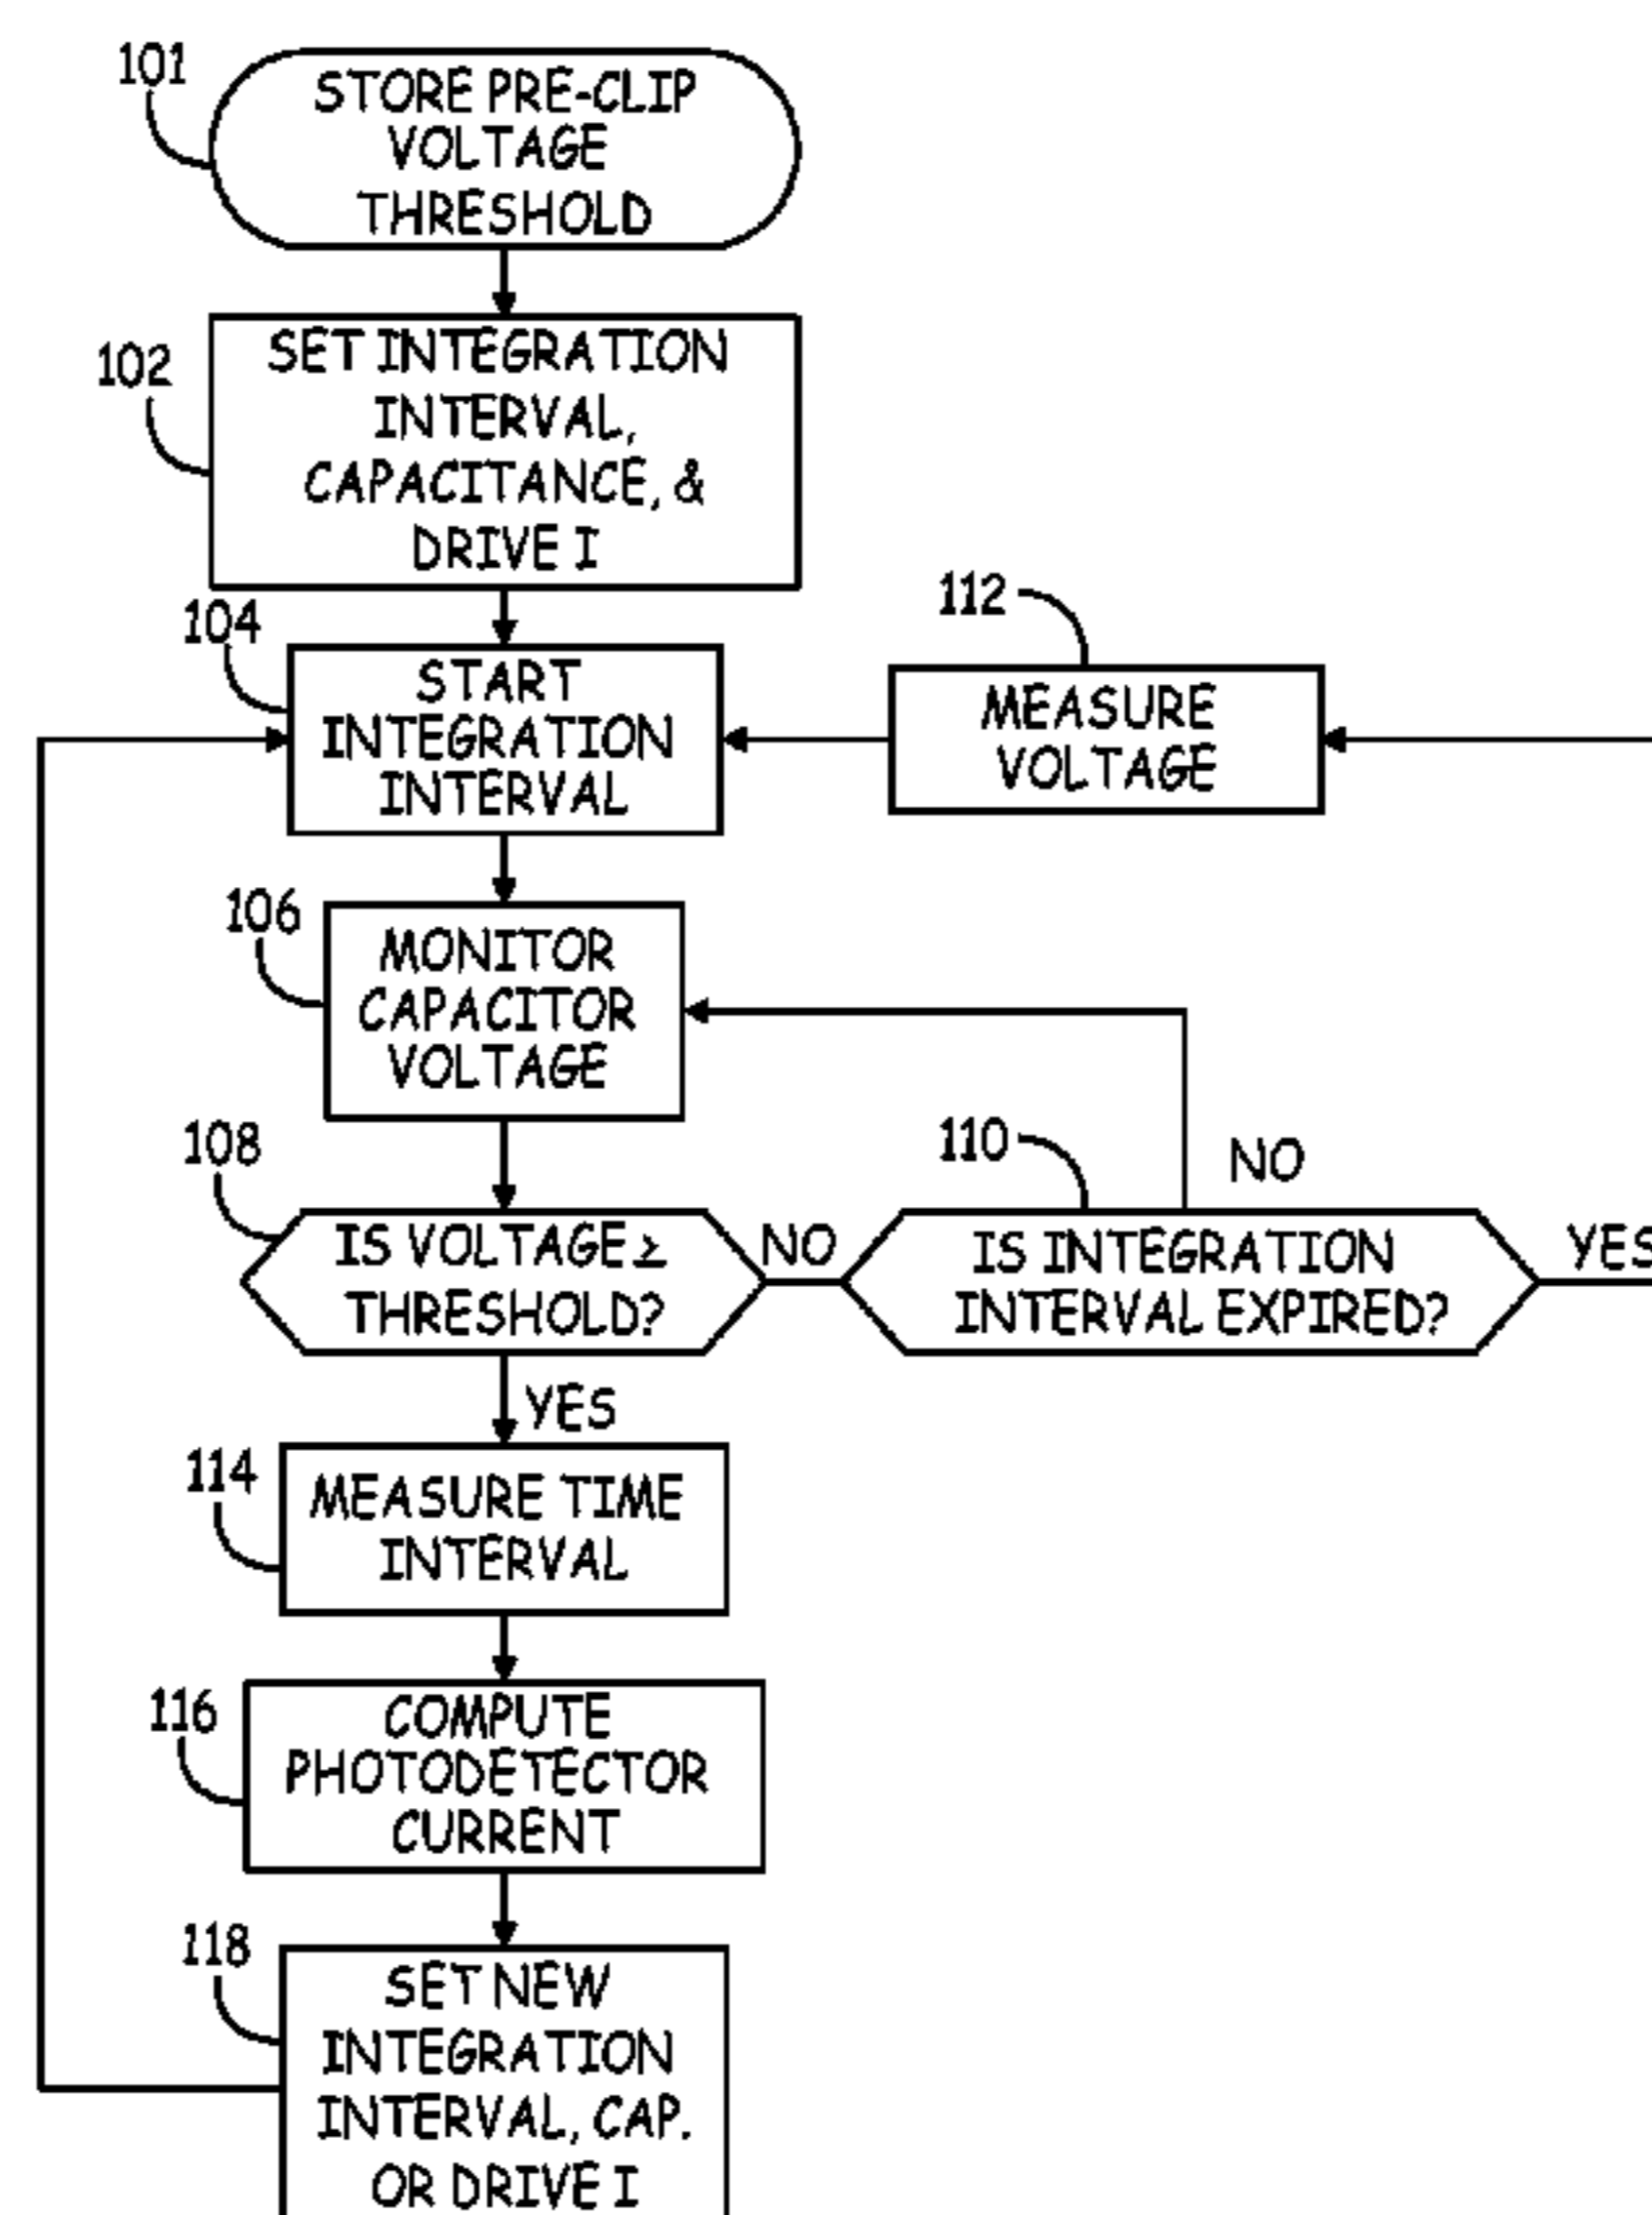 101
STORE PRE-CLIP
VOLTAGE
THRESHOLD
102
SET INTEGRATION
INTERVAL,
CAPACITANCE, &
DRIVE I
104
START
INTEGRATION
INTERVAL
112
MEASURE
VOLTAGE
106
MONITOR
CAPACITOR
VOLTAGE
108
IS VOLTAGE ≥
THRESHOLD?
NO
110
IS INTEGRATION
INTERVAL EXPIRED?
NO
YES
YES
114
MEASURE TIME
INTERVAL
116
COMPUTE
PHOTODETECTOR
CURRENT
118
SET NEW
INTEGRATION
INTERVAL, CAP.
OR DRIVE I